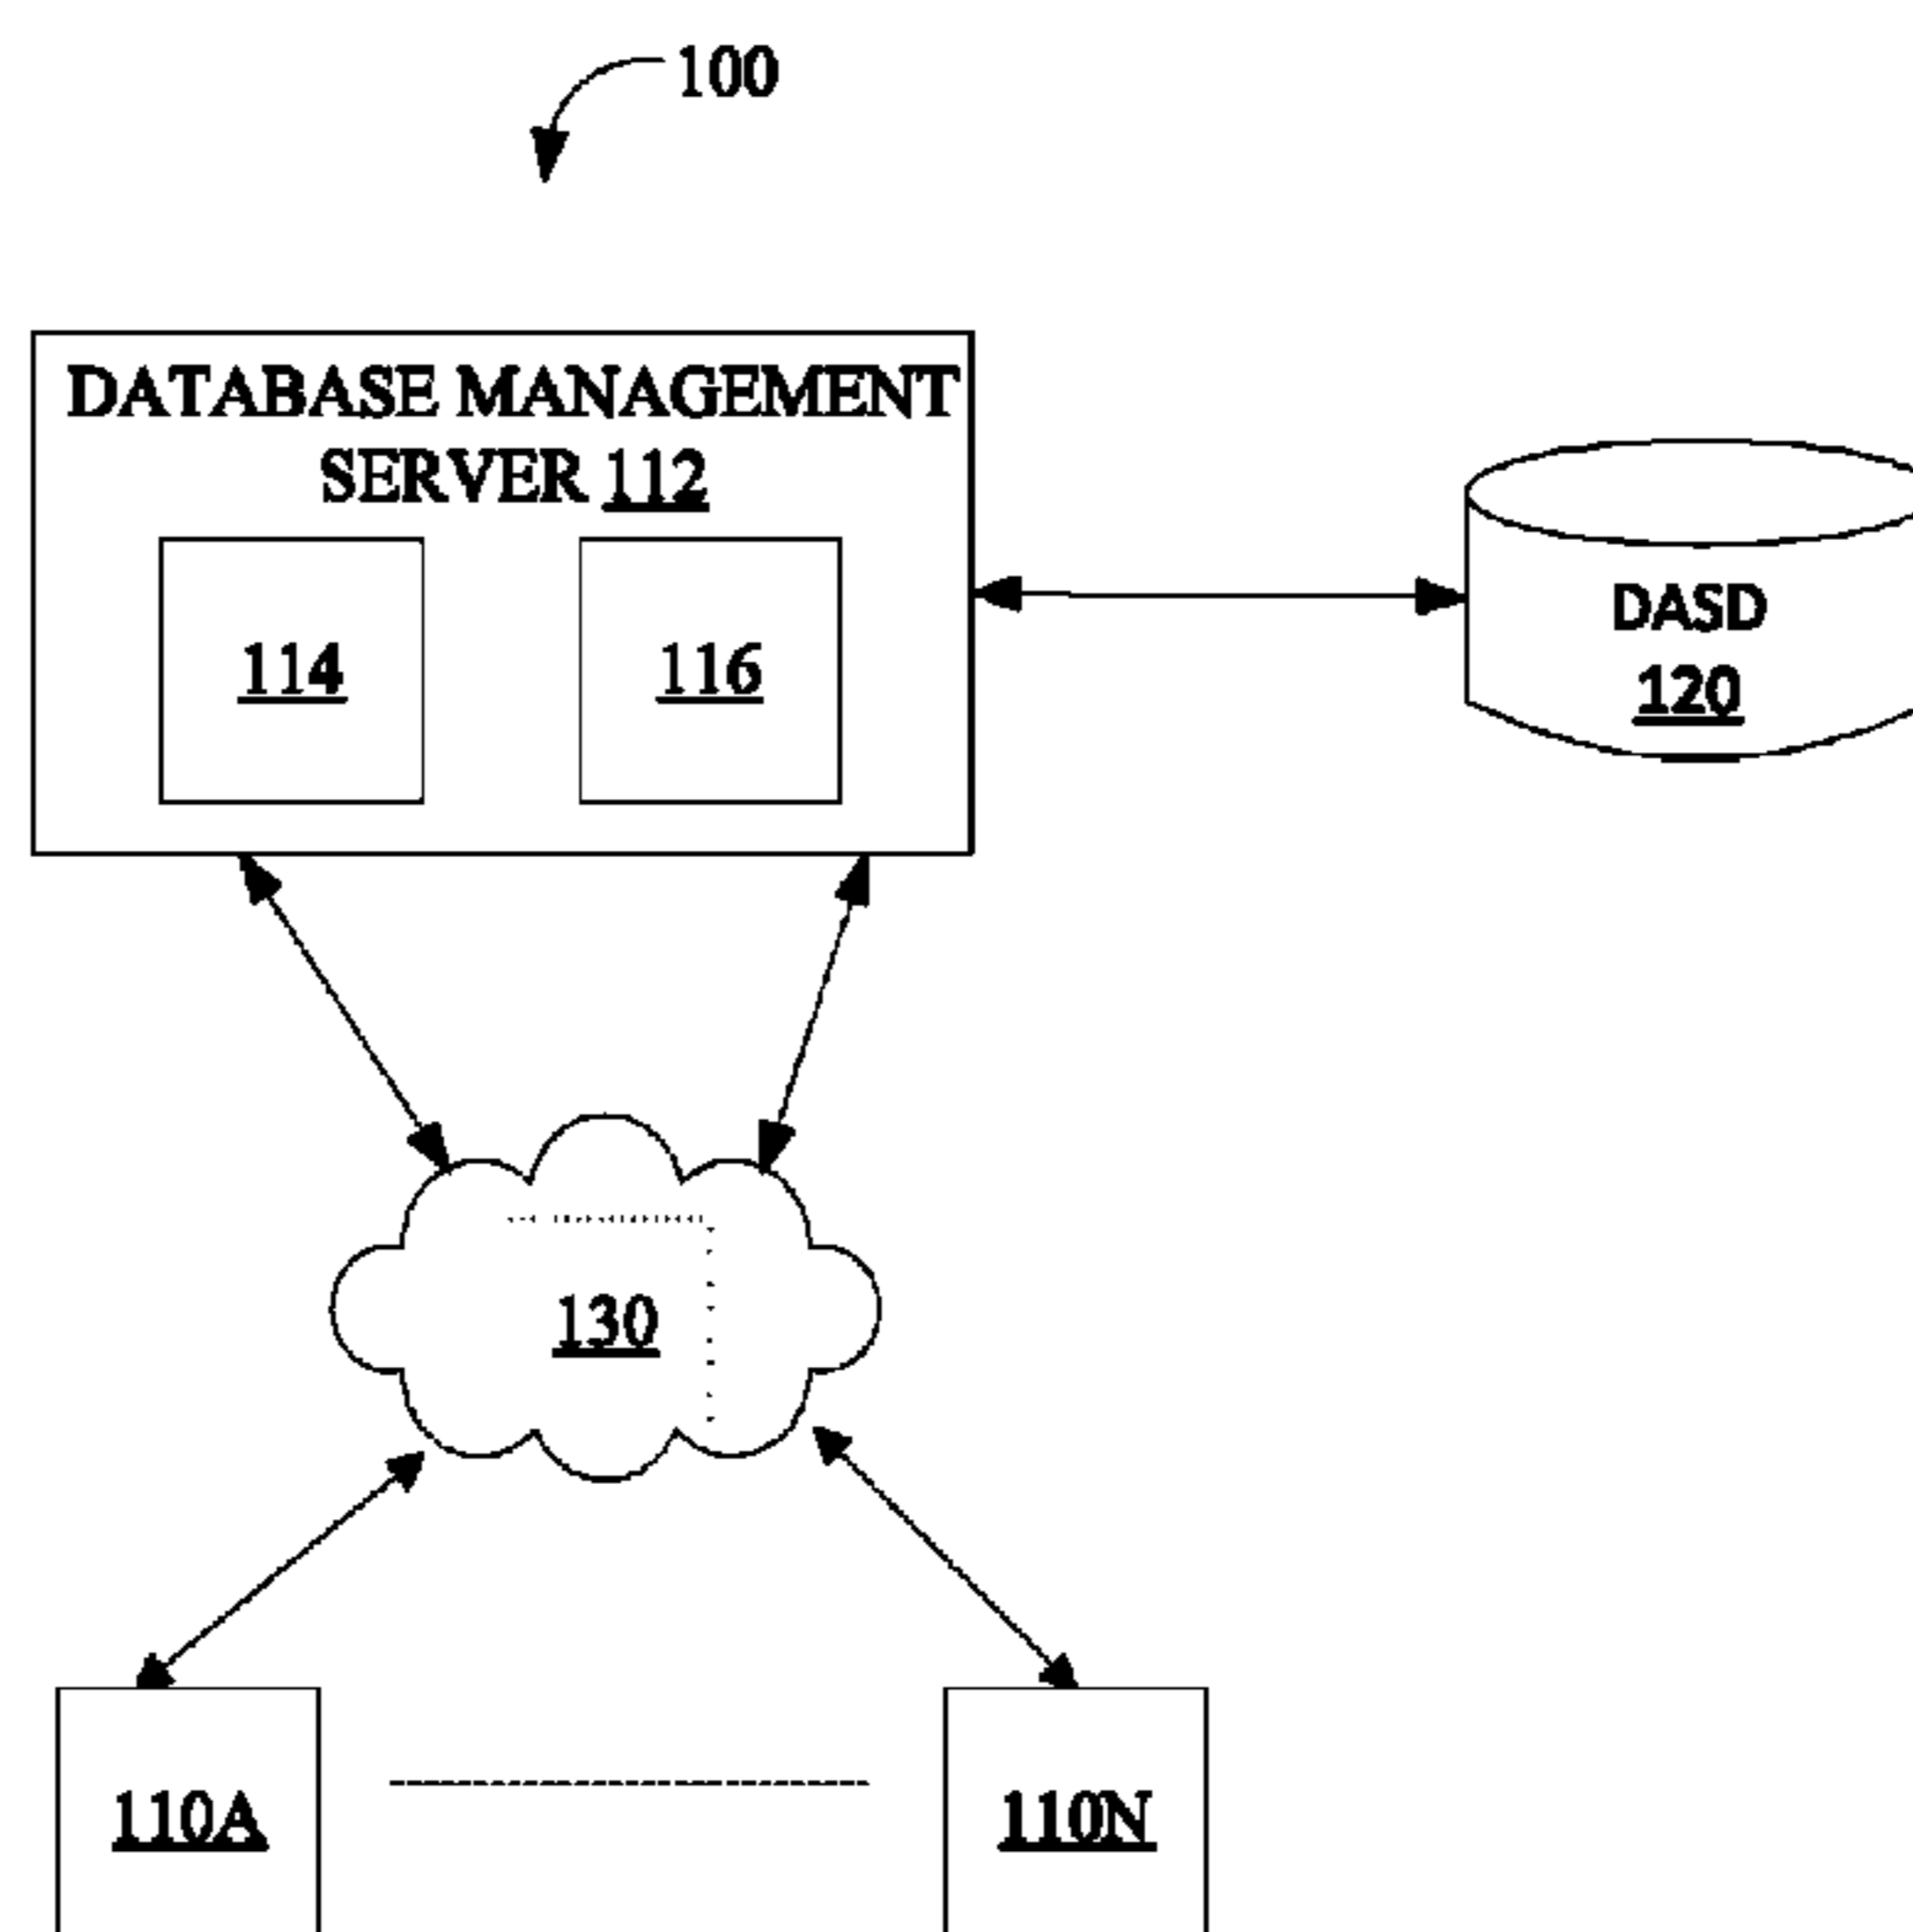 100
DATABASE MANAGEMENT
SERVER 112
114
116
DASD
120
130
110A
110N